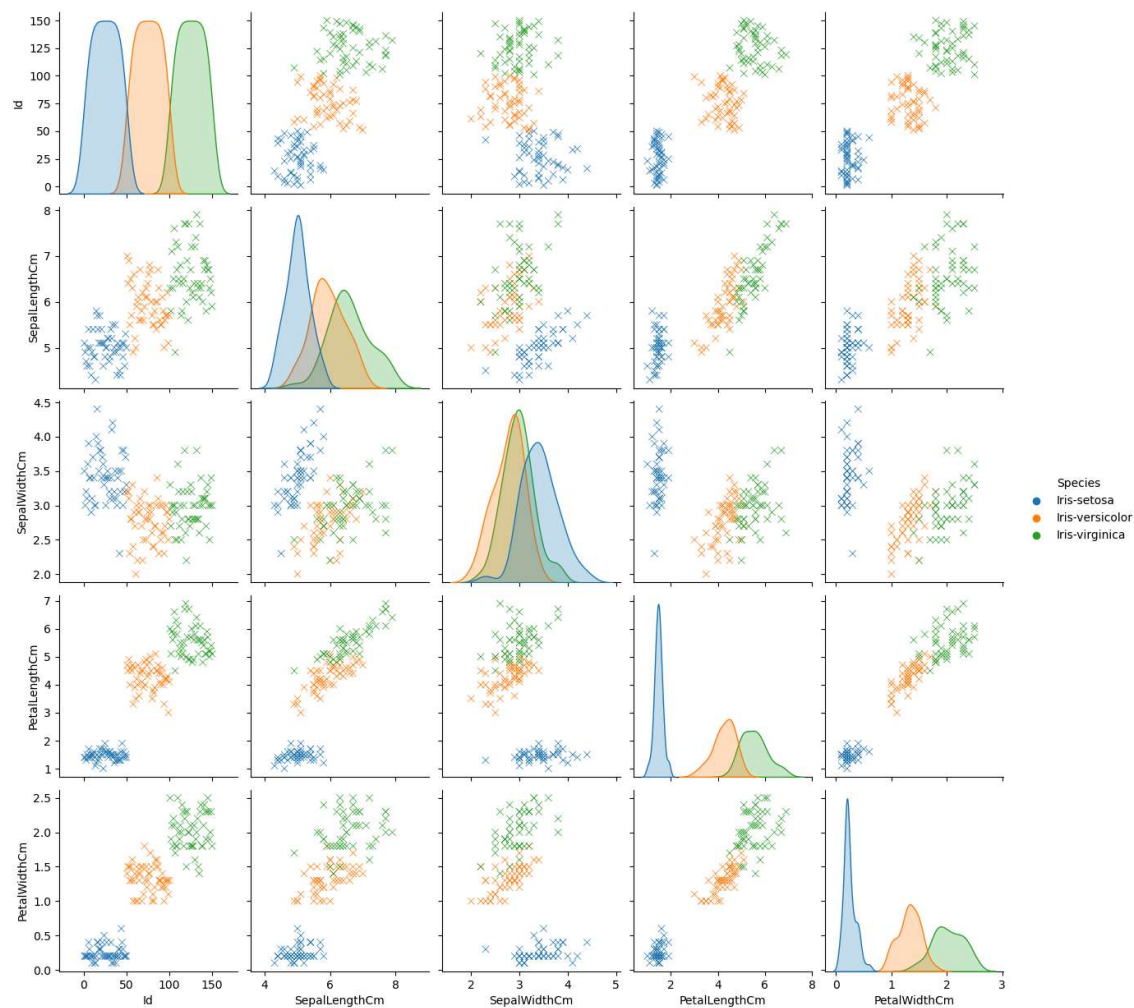 150
125
100
75
50
25
0
Id
8
7
6
5
SepalLengthCm
4.5
4.0
3.5
3.0
2.5
2.0
SepalWidthCm
7
6
5
4
3
2
1
PetalLengthCm
2.5
2.0
1.5
1.0
0.5
0.0
PetalWidthCm
0 50 100 150
Id
4 6 8
SepalLengthCm
2 3 4 5
SepalWidthCm
2 4 6 8
PetalLengthCm
0 1 2 3
PetalWidthCm
Species
Iris-setosa
Iris-versicolor
Iris-virginica